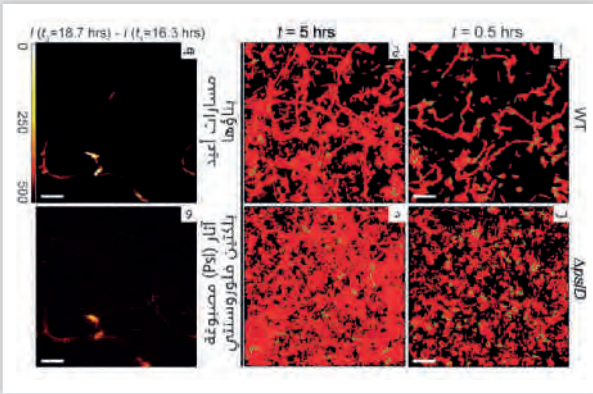 I (t₂=18.7 hrs) - I (t₁=16.3 hrs)
t = 5 hrs
t = 0.5 hrs
WT
ΔpslD
أ
ب
ج
د
هـ
و
مسارات أعيد
بناؤها
آثار (Psl) مصبوغة
بلكتين فلوروسنتي
0
250
500